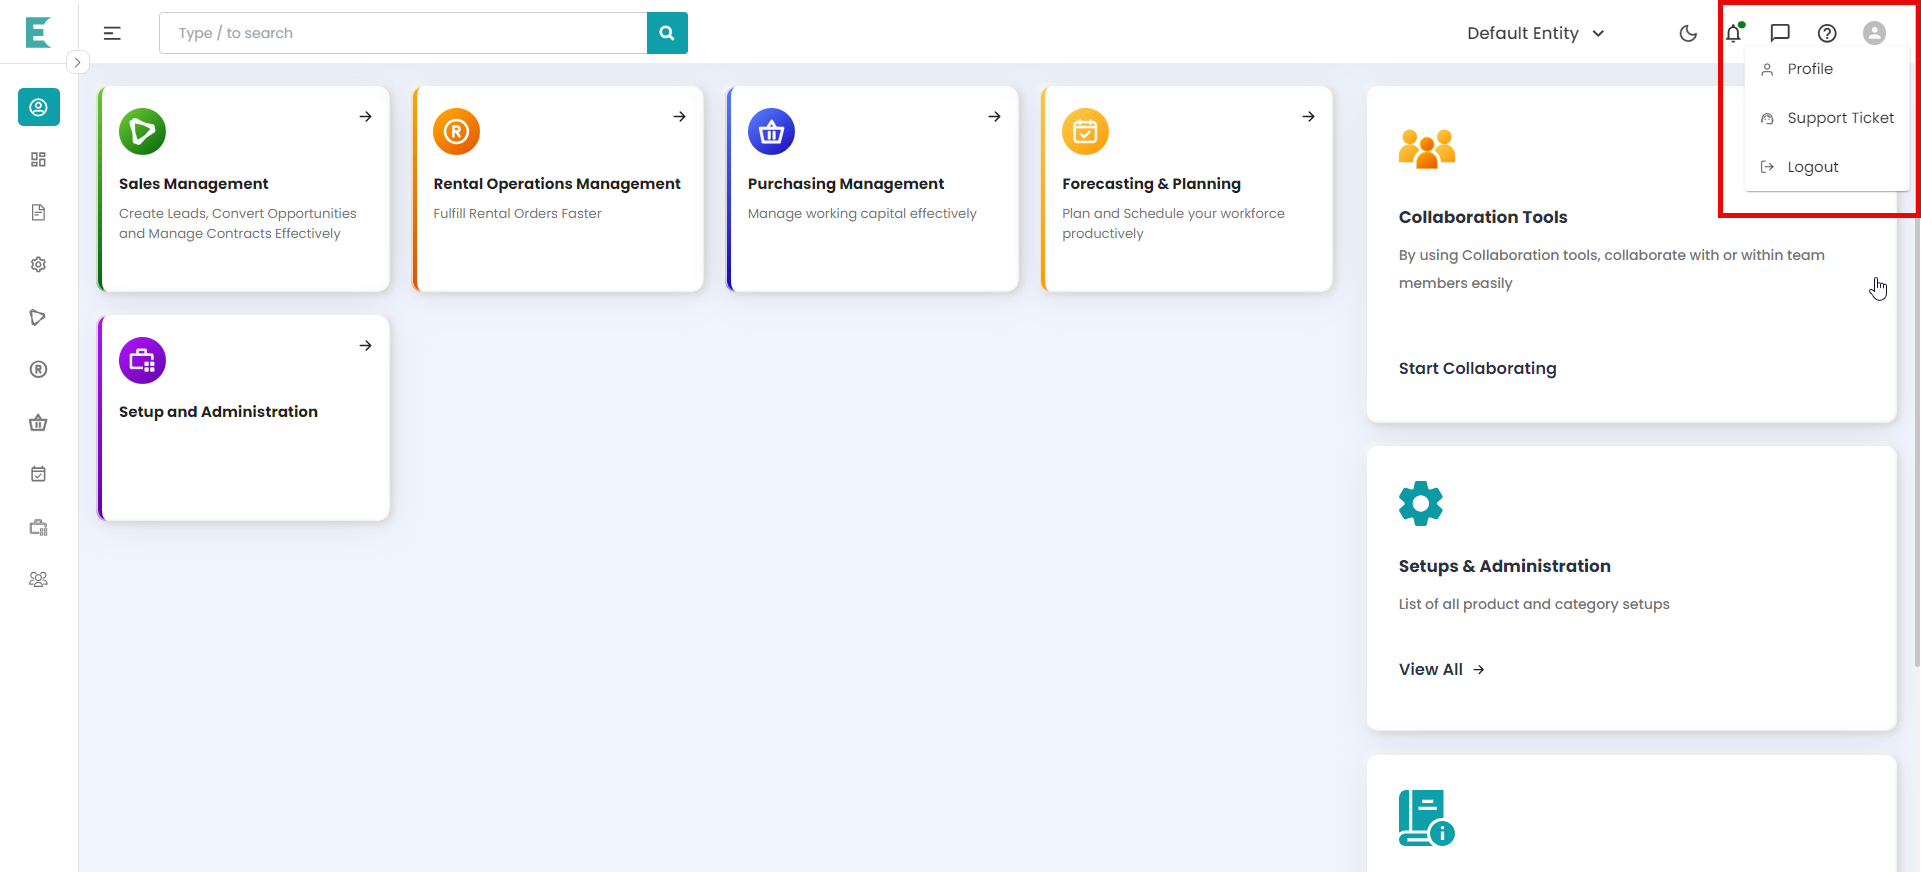 Type / to search
Default Entity
Profile
Support Ticket
Logout
Sales Management
Create Leads, Convert Opportunities
and Manage Contracts Effectively
Rental Operations Management
Fulfill Rental Orders Faster
Purchasing Management
Manage working capital effectively
Forecasting & Planning
Plan and Schedule your workforce
productively
Setup and Administration
Collaboration Tools
By using Collaboration tools, collaborate with or within team
members easily
Start Collaborating
Setups & Administration
List of all product and category setups
View All